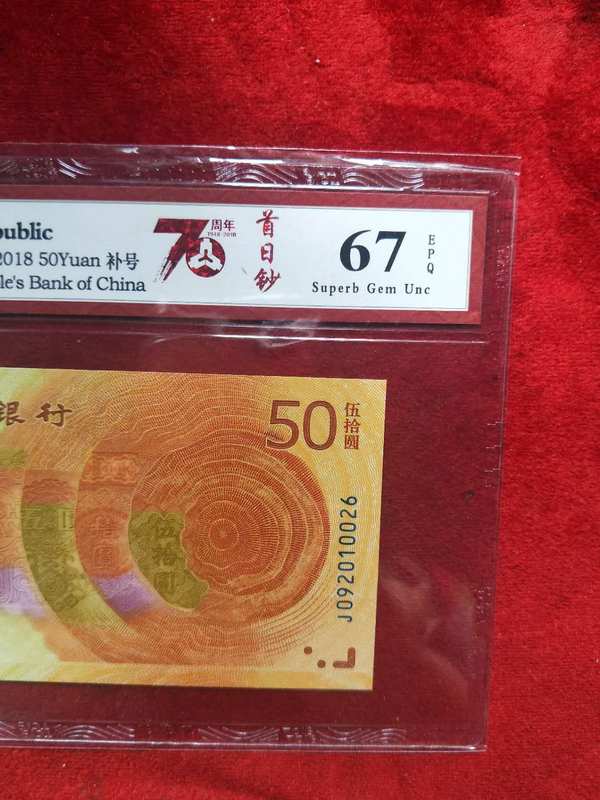 public
2018 50Yuan 补号
le's Bank of China
70
周年
1948-2018
首日钞
67
EPQ
Superb Gem Unc
银行
50
伍拾圆
伍拾圆
J092010026